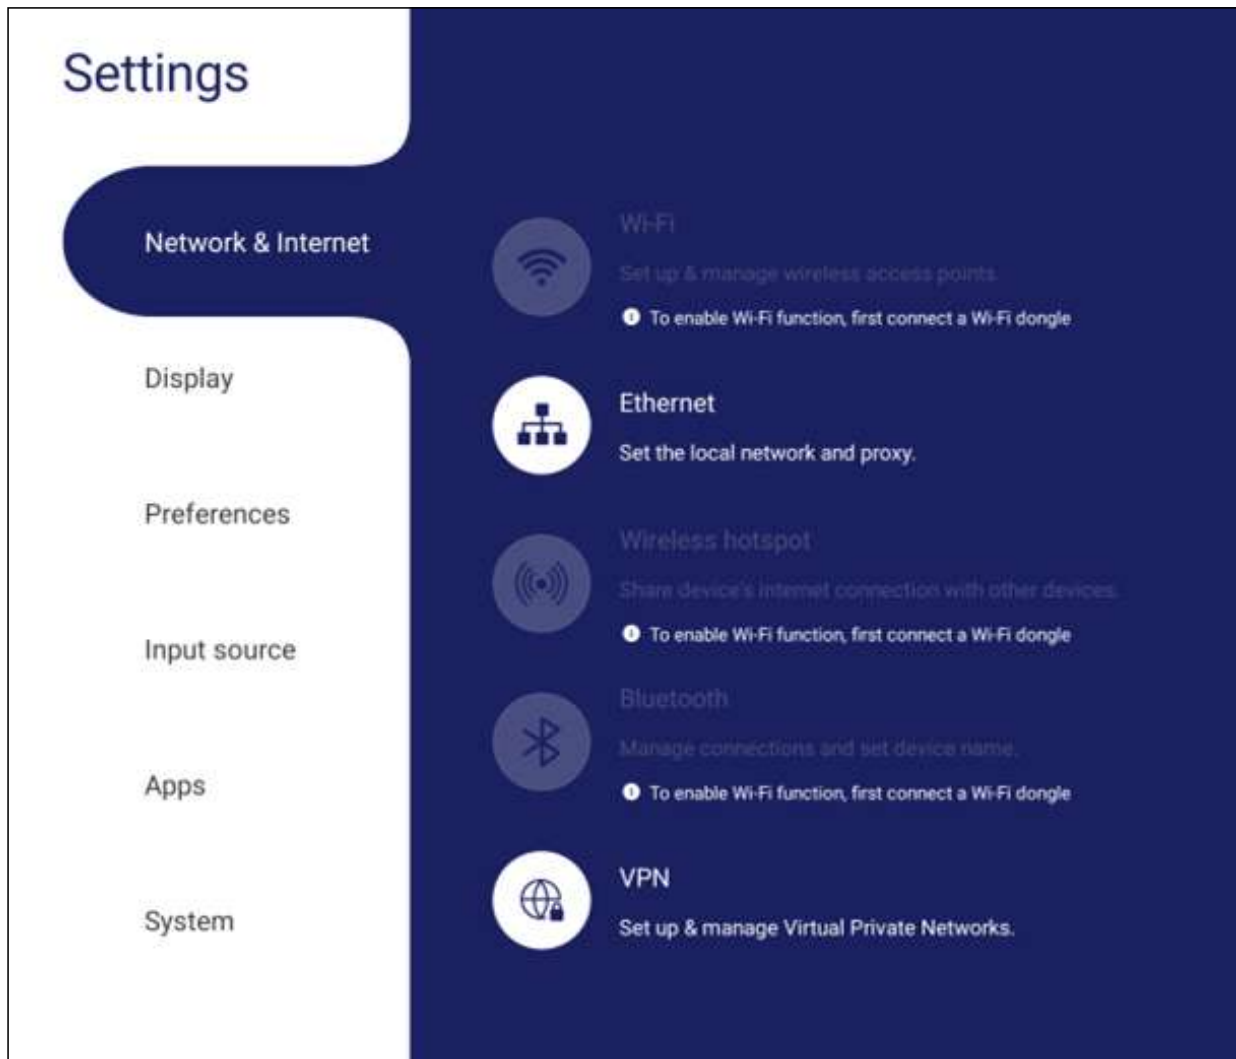 Settings
Network & Internet
Display
Preferences
Input source
Apps
System
Wi-Fi
Set up & manage wireless access points.
To enable Wi-Fi function, first connect a Wi-Fi dongle
Ethernet
Set the local network and proxy.
Wireless hotspot
Share device's internet connection with other devices.
To enable Wi-Fi function, first connect a Wi-Fi dongle
Bluetooth
Manage connections and set device name.
To enable Wi-Fi function, first connect a Wi-Fi dongle
VPN
Set up & manage Virtual Private Networks.